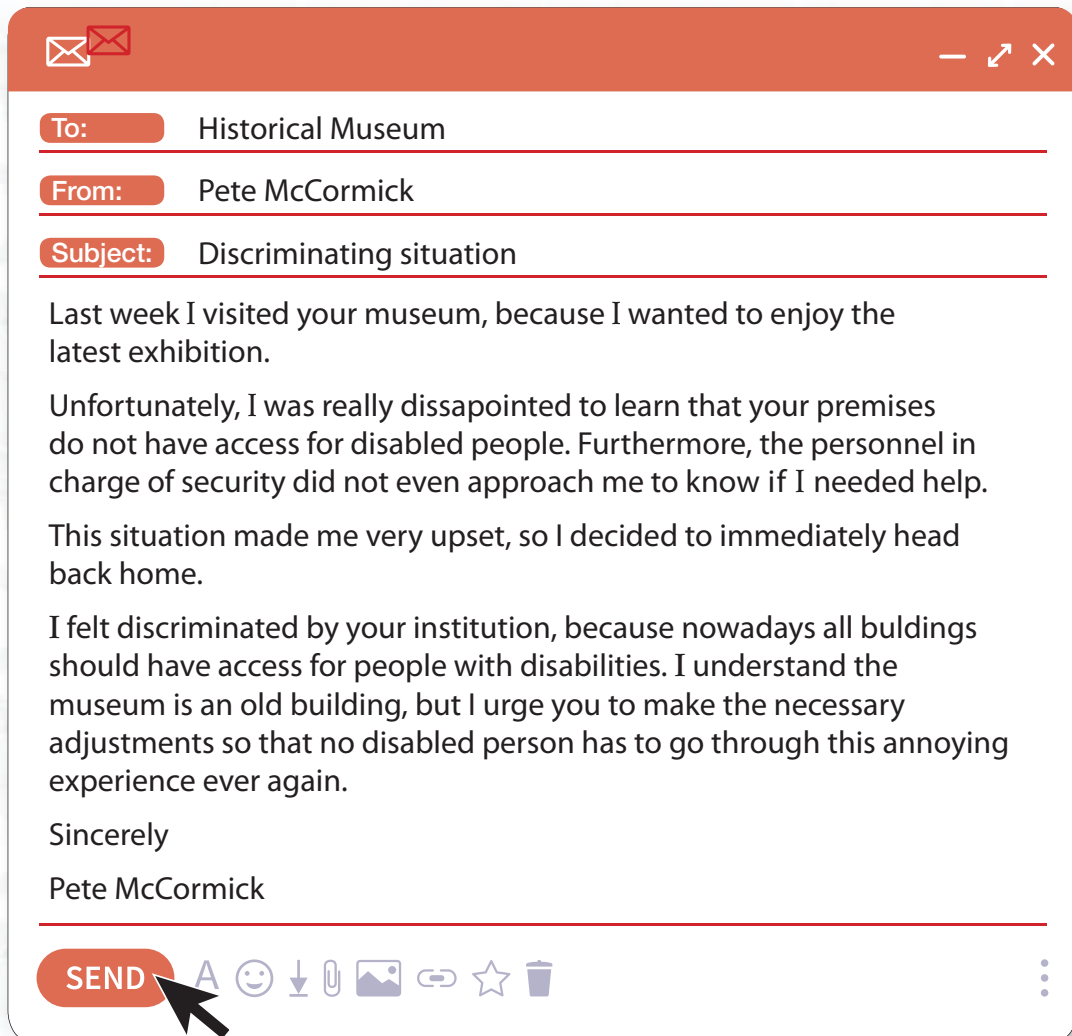 To: Historical Museum
From: Pete McCormick
Subject: Discriminating situation
Last week I visited your museum, because I wanted to enjoy the
latest exhibition.
Unfortunately, I was really dissapointed to learn that your premises
do not have access for disabled people. Furthermore, the personnel in
charge of security did not even approach me to know if I needed help.
This situation made me very upset, so I decided to immediately head
back home.
I felt discriminated by your institution, because nowadays all buldings
should have access for people with disabilities. I understand the
museum is an old building, but I urge you to make the necessary
adjustments so that no disabled person has to go through this annoying
experience ever again.
Sincerely
Pete McCormick
SEND A